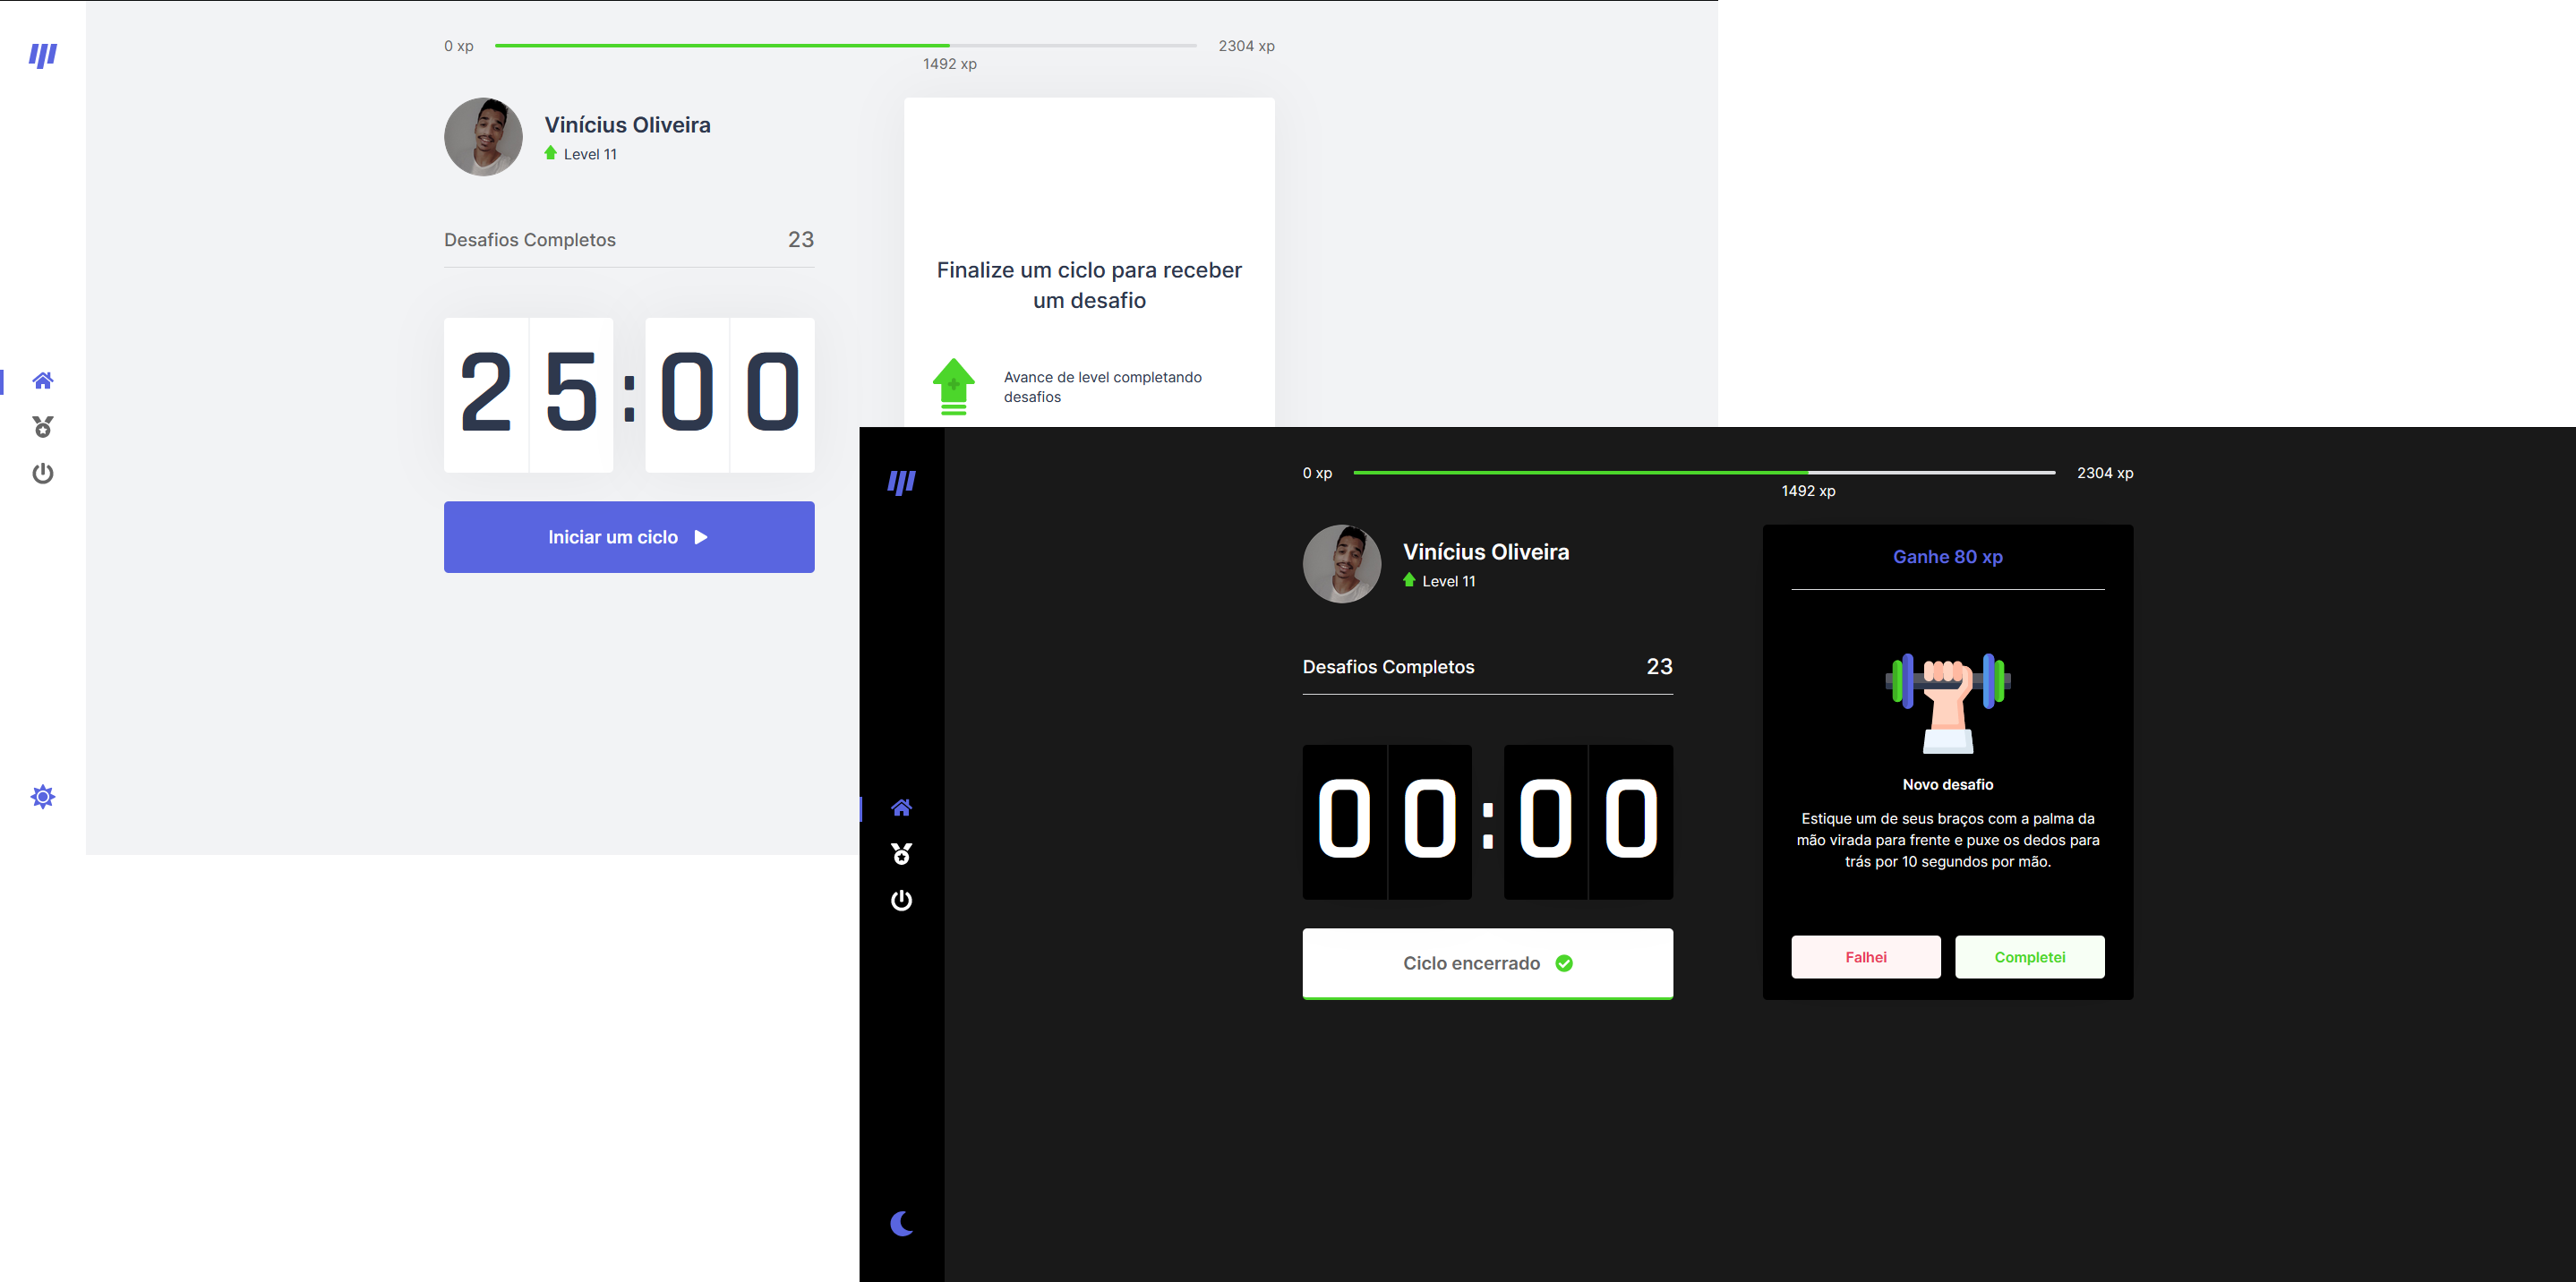 0 xp
2304 xp
1492 xp
Vinícius Oliveira
Level 11
Desafios Completos
23
25:00
Iniciar um ciclo
Finalize um ciclo para receber
um desafio
Avance de level completando
desafios
0 xp
2304 xp
1492 xp
Vinícius Oliveira
Level 11
Desafios Completos
23
00:00
Ciclo encerrado
Ganhe 80 xp
Novo desafio
Estique um de seus braços com a palma da
mão virada para frente e puxe os dedos para
trás por 10 segundos por mão.
Falhei
Completei